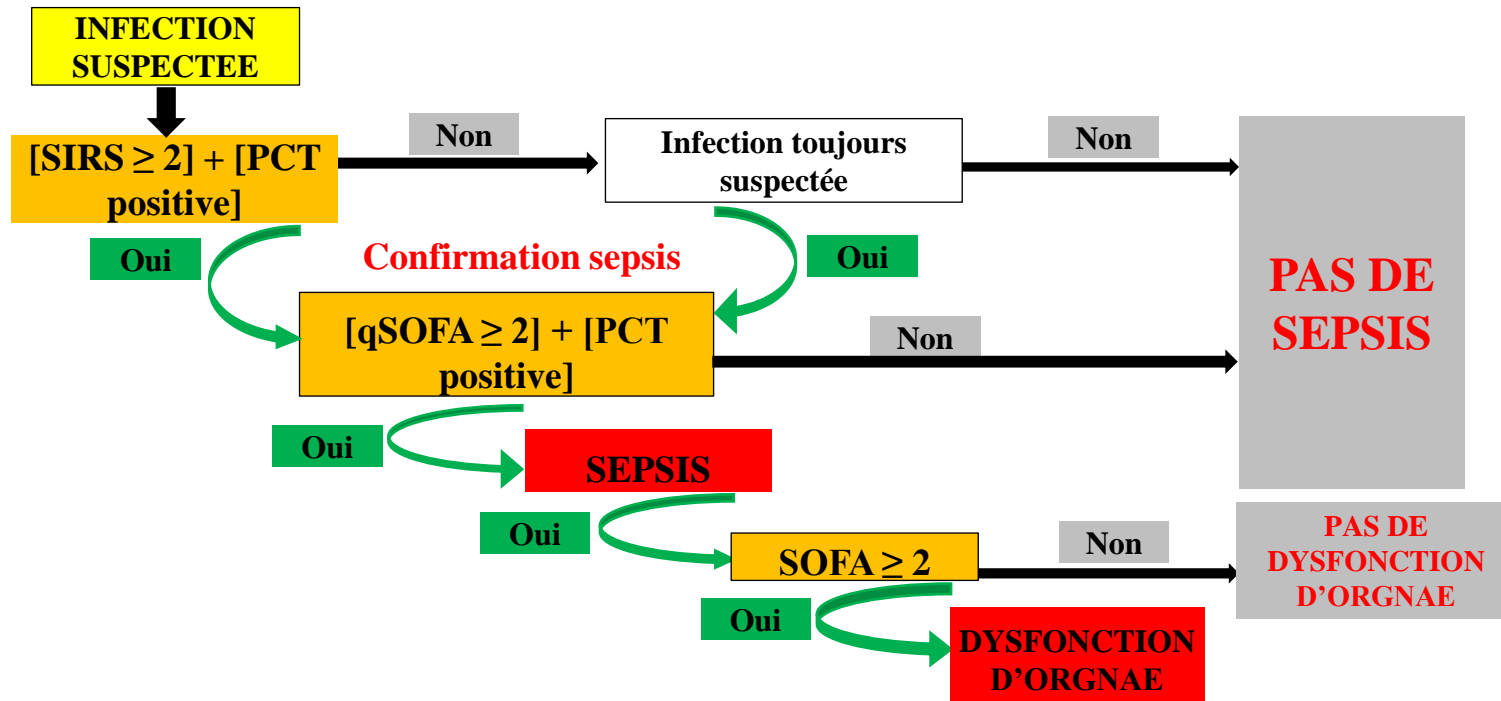 INFECTION
SUSPECTEE
[SIRS ≥ 2] + [PCT
positive]
Non
Infection toujours
suspectée
Non
PAS DE
SEPSIS
Oui
Confirmation sepsis
Oui
[qSOFA ≥ 2] + [PCT
positive]
Non
Oui
SEPSIS
Oui
SOFA ≥ 2
Non
PAS DE
DYSFONCTION
D’ORGNAE
Oui
DYSFONCTION
D’ORGNAE